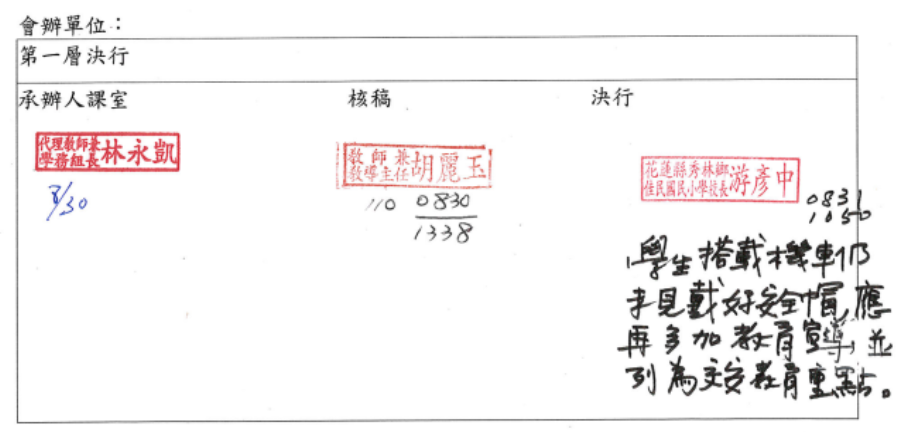 會辦單位：
第一層決行
承辦人課室
核稿
決行
代理教師兼
學務組長
林永凱
8/30
教師兼
教導主任
胡麗玉
110 0830
1338
花蓮縣秀林鄉
佳民國民小學校長
游彥中
0831
1050
學生搭載機車仍
未見戴好安全帽，應
再多加教育宣導，並
列為交安教育重點。